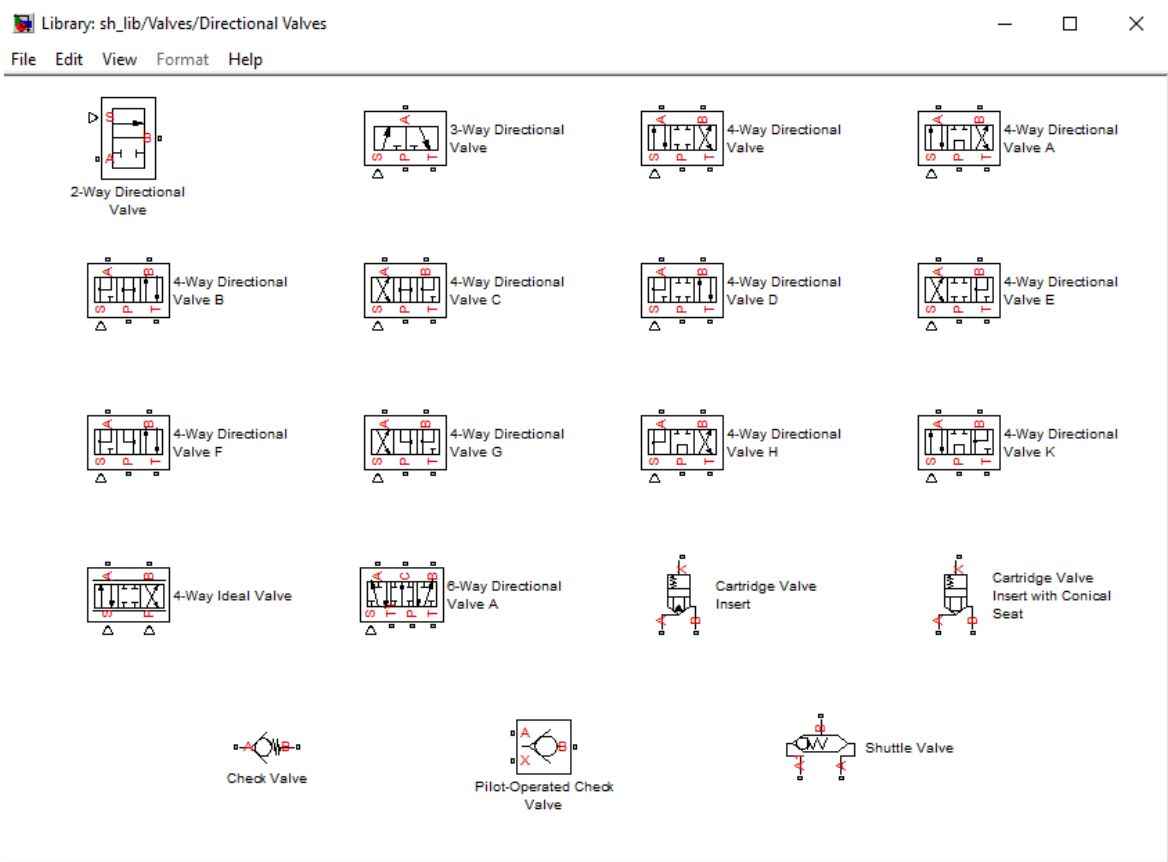 Library: sh_lib/Valves/Directional Valves
File Edit View Format Help
S
B
A
2-Way Directional
Valve
A
S P T
3-Way Directional
Valve
A B
S P T
4-Way Directional
Valve
A B
S P T
4-Way Directional
Valve A
A B
S P T
4-Way Directional
Valve B
A B
S P T
4-Way Directional
Valve C
A B
S P T
4-Way Directional
Valve D
A B
S P T
4-Way Directional
Valve E
A B
S P T
4-Way Directional
Valve F
A B
S P T
4-Way Directional
Valve G
A B
S P T
4-Way Directional
Valve H
A B
S P T
4-Way Directional
Valve K
A B
S P
4-Way Ideal Valve
A C B
S T P T
6-Way Directional
Valve A
X
A B
Cartridge Valve
Insert
X
A B
Cartridge Valve
Insert with Conical
Seat
A B
Check Valve
A
B
X
Pilot-Operated Check
Valve
B
A
Shuttle Valve